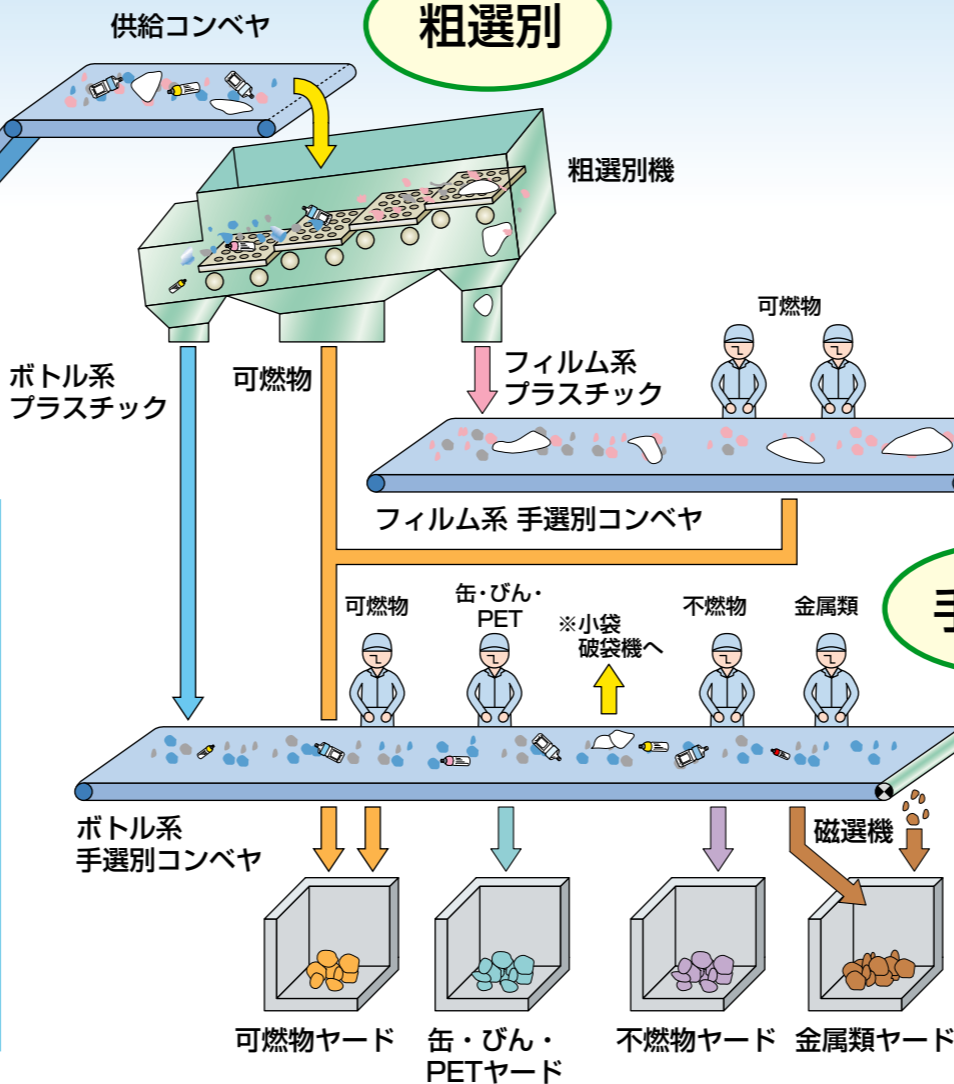 供給コンベヤ
粗選別
粗選別機
可燃物
ボトル系
プラスチック
可燃物
フィルム系
プラスチック
フィルム系 手選別コンベヤ
可燃物
缶・びん・
PET
※小袋
破袋機へ
不燃物
金属類
手
ボトル系
手選別コンベヤ
磁選機
可燃物ヤード
缶・びん・
PETヤード
不燃物ヤード
金属類ヤード